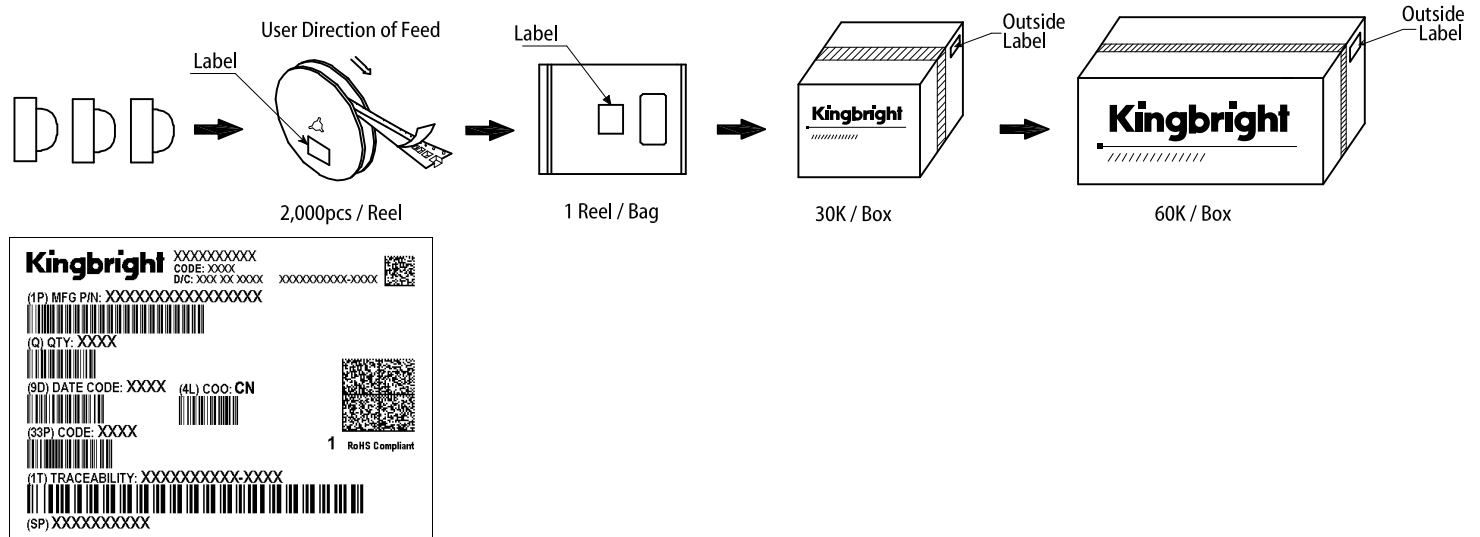 User Direction of Feed
Label
Label
Outside
Label
Outside
Label
Kingbright
Kingbright
2,000pcs / Reel
1 Reel / Bag
30K / Box
60K / Box
Kingbright XXXXXXXXXX
CODE: XXXX
D/C: XXX XX XXXX XXXXXXXXXX-XXXX
(1P) MFG P/N: XXXXXXXXXXXXXXXX
(Q) QTY: XXXX
(9D) DATE CODE: XXXX (4L) COO: CN
(33P) CODE: XXXX
1 RoHS Compliant
(1T) TRACEABILITY: XXXXXXXXXX-XXXX
(SP) XXXXXXXXXX